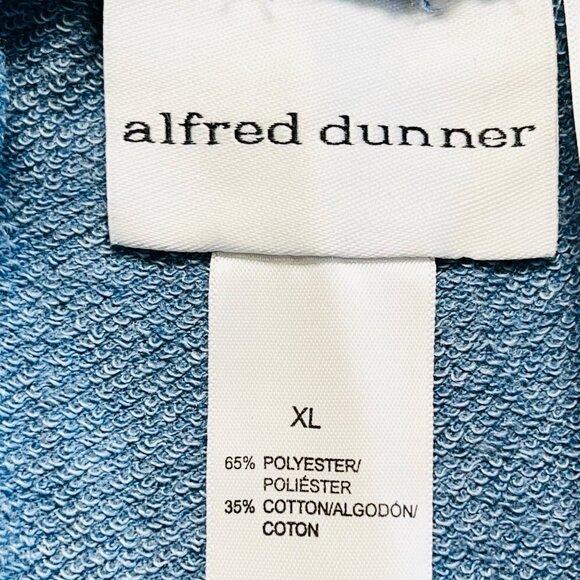 alfred dunner
XL
65% POLYESTER/
POLIÉSTER
35% COTTON/ALGODÓN/
COTON